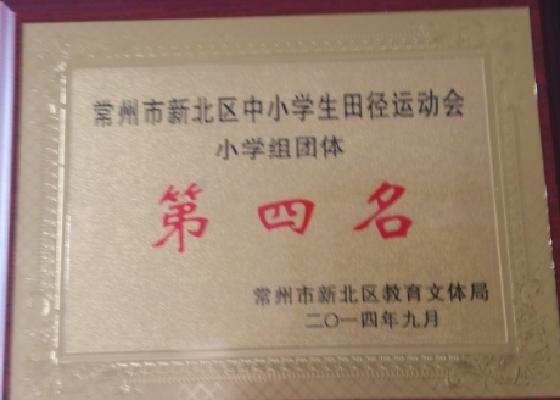 常州市新北区中小学生田径运动会
小学组团体
第四名
常州市新北区教育文体局
二〇一四年九月